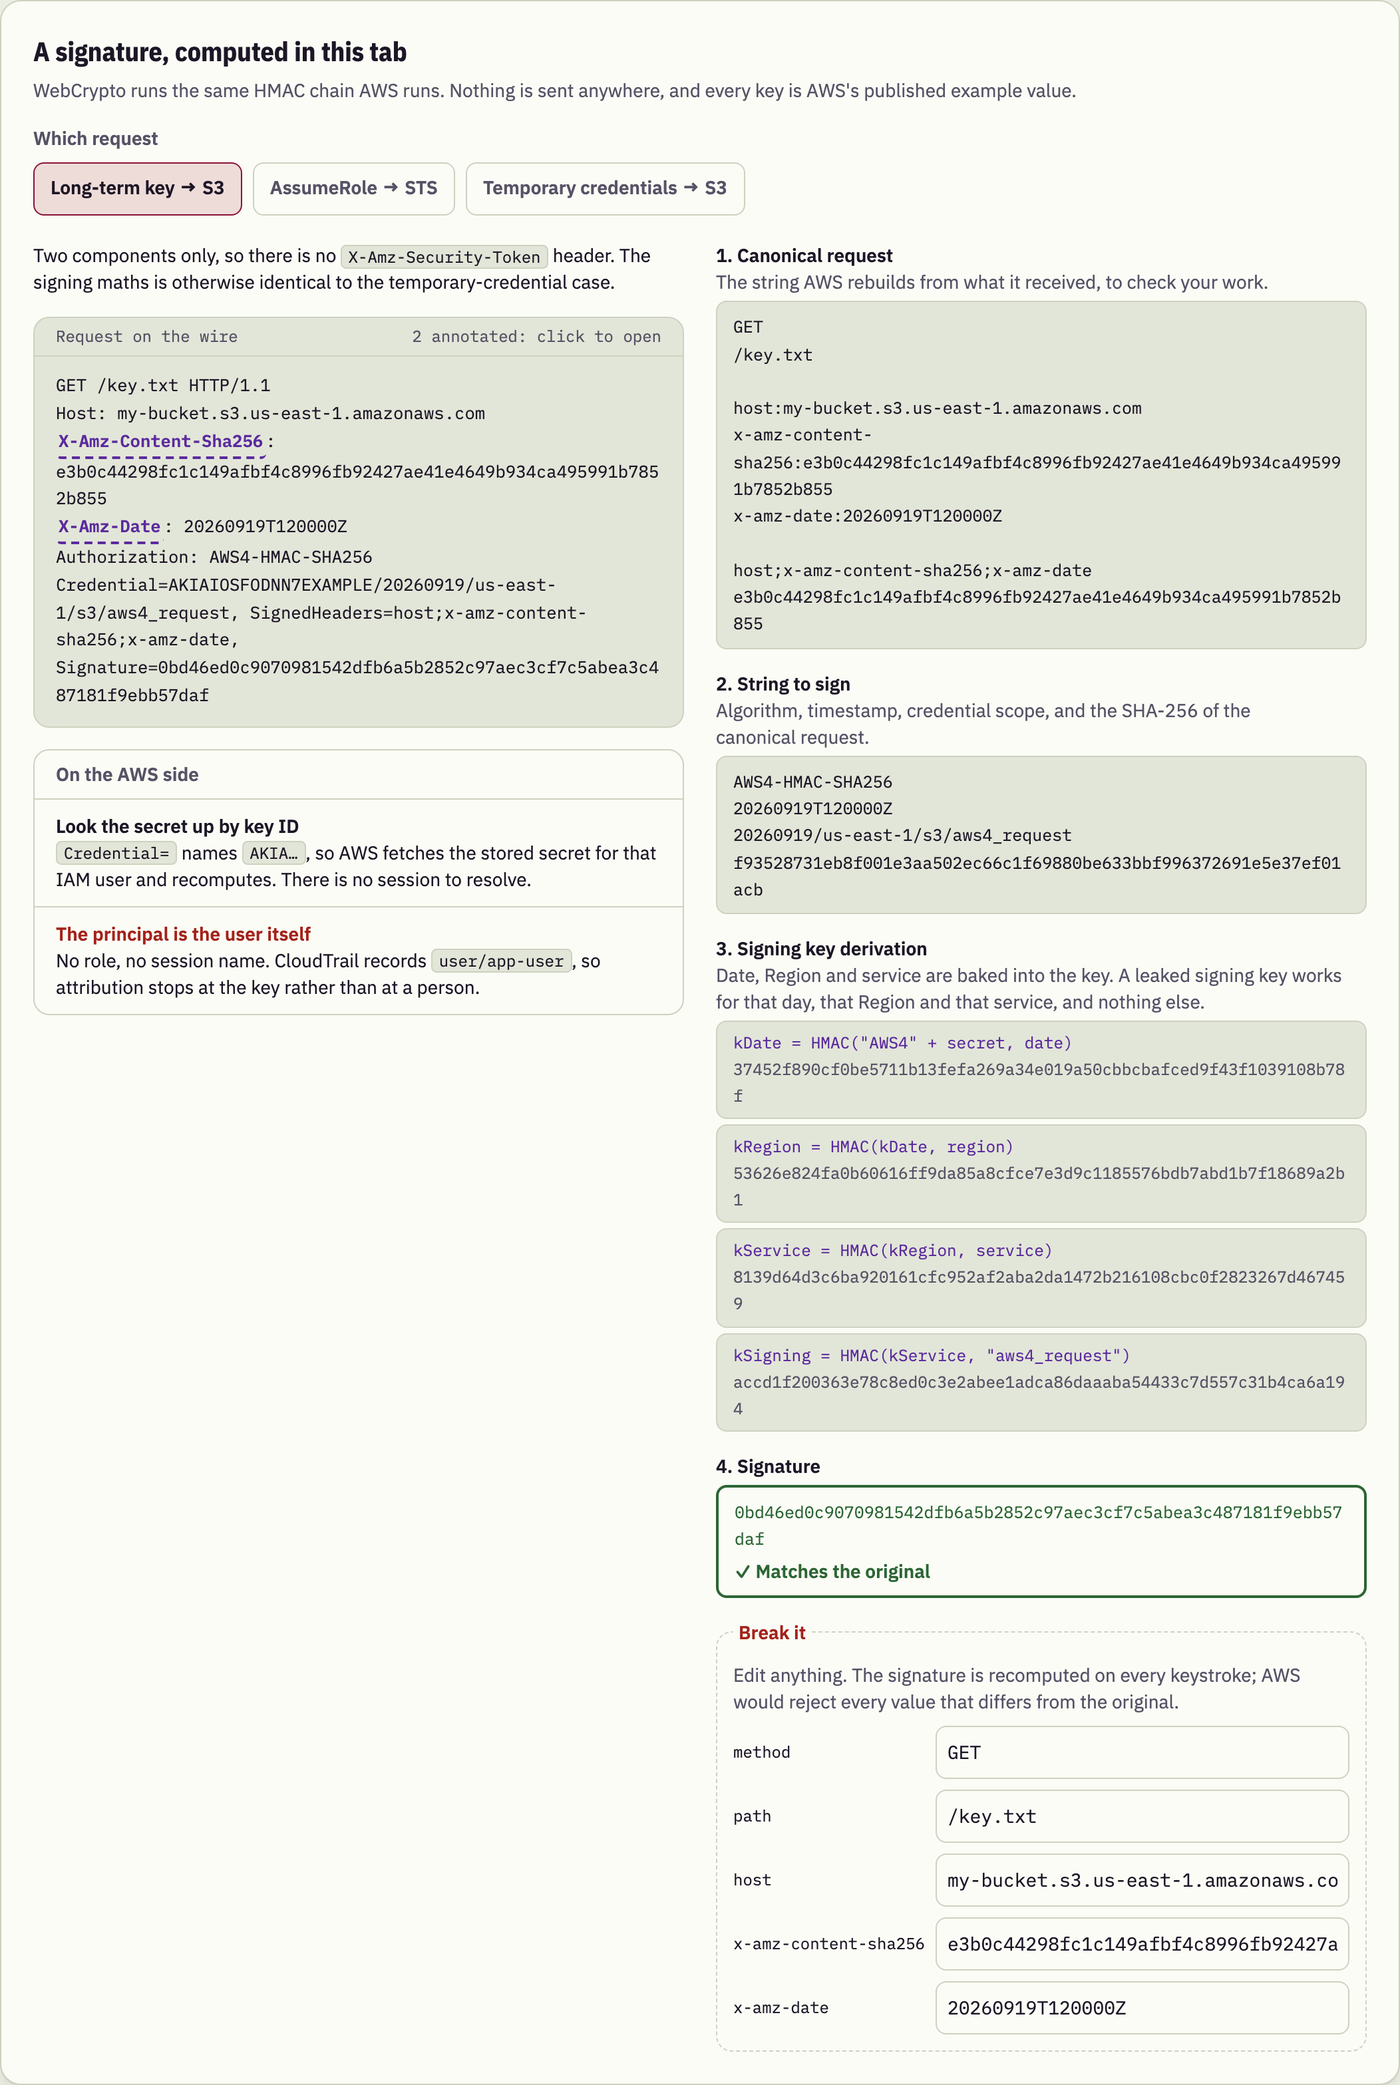 A signature, computed in this tab
WebCrypto runs the same HMAC chain AWS runs. Nothing is sent anywhere, and every key is AWS's published example value.
Which request
Long-term key → S3
AssumeRole → STS
Temporary credentials → S3
Two components only, so there is no X-Amz-Security-Token header. The
signing maths is otherwise identical to the temporary-credential case.
Request on the wire
2 annotated: click to open
GET /key.txt HTTP/1.1
Host: my-bucket.s3.us-east-1.amazonaws.com
X-Amz-Content-Sha256:
e3b0c44298fc1c149afbf4c8996fb92427ae41e4649b934ca495991b785
2b855
X-Amz-Date: 20260919T120000Z
Authorization: AWS4-HMAC-SHA256
Credential=AKIAIOSFODNN7EXAMPLE/20260919/us-east-
1/s3/aws4_request, SignedHeaders=host;x-amz-content-
sha256;x-amz-date,
Signature=0bd46ed0c9070981542dfb6a5b2852c97aec3cf7c5abea3c4
87181f9ebb57daf
On the AWS side
Look the secret up by key ID
Credential= names AKIA…, so AWS fetches the stored secret for that
IAM user and recomputes. There is no session to resolve.
The principal is the user itself
No role, no session name. CloudTrail records user/app-user, so
attribution stops at the key rather than at a person.
1. Canonical request
The string AWS rebuilds from what it received, to check your work.
GET
/key.txt
host:my-bucket.s3.us-east-1.amazonaws.com
x-amz-content-
sha256:e3b0c44298fc1c149afbf4c8996fb92427ae41e4649b934ca49599
1b7852b855
x-amz-date:20260919T120000Z
host;x-amz-content-sha256;x-amz-date
e3b0c44298fc1c149afbf4c8996fb92427ae41e4649b934ca495991b7852b
855
2. String to sign
Algorithm, timestamp, credential scope, and the SHA-256 of the
canonical request.
AWS4-HMAC-SHA256
20260919T120000Z
20260919/us-east-1/s3/aws4_request
f93528731eb8f001e3aa502ec66c1f69880be633bbf996372691e5e37ef01
acb
3. Signing key derivation
Date, Region and service are baked into the key. A leaked signing key works
for that day, that Region and that service, and nothing else.
kDate = HMAC("AWS4" + secret, date)
37452f890cf0be5711b13fefa269a34e019a50cbbcbafced9f43f1039108b78
f
kRegion = HMAC(kDate, region)
53626e824fa0b60616ff9da85a8cfce7e3d9c1185576bdb7abd1b7f18689a2b
1
kService = HMAC(kRegion, service)
8139d64d3c6ba920161cfc952af2aba2da1472b216108cbc0f2823267d46745
9
kSigning = HMAC(kService, "aws4_request")
accd1f200363e78c8ed0c3e2abee1adca86daaaba54433c7d557c31b4ca6a19
4
4. Signature
0bd46ed0c9070981542dfb6a5b2852c97aec3cf7c5abea3c487181f9ebb57
daf
✓ Matches the original
Break it
Edit anything. The signature is recomputed on every keystroke; AWS
would reject every value that differs from the original.
method
GET
path
/key.txt
host
my-bucket.s3.us-east-1.amazonaws.co
x-amz-content-sha256
e3b0c44298fc1c149afbf4c8996fb92427a
x-amz-date
20260919T120000Z